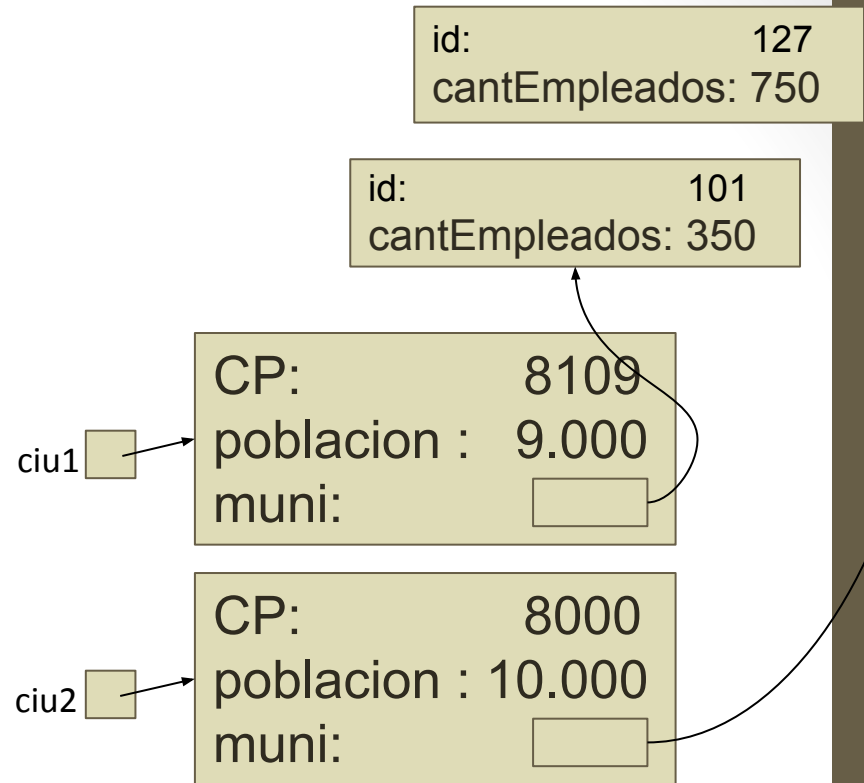 id: 127
cantEmpleados: 750
id: 101
cantEmpleados: 350
ciu1
CP: 8109
poblacion : 9.000
muni:
ciu2
CP: 8000
poblacion : 10.000
muni: